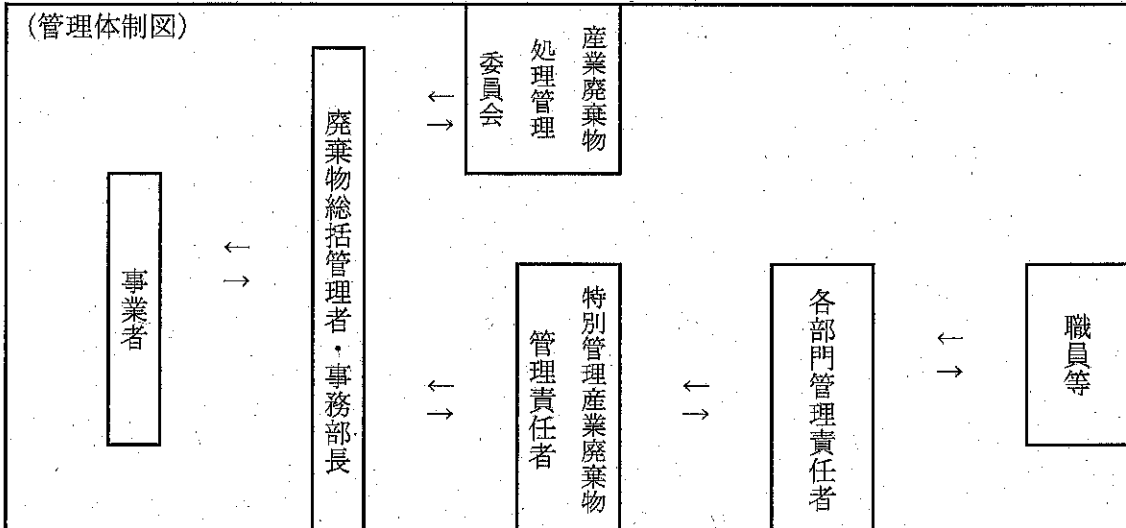 (管理体制図)
事業者
←
→
廃棄物総括管理者・事務部長
←
→
産業廃棄物
処理管理
委員会
←
→
特別管理産業廃棄物
管理責任者
←
→
各部門管理責任者
←
→
職員等